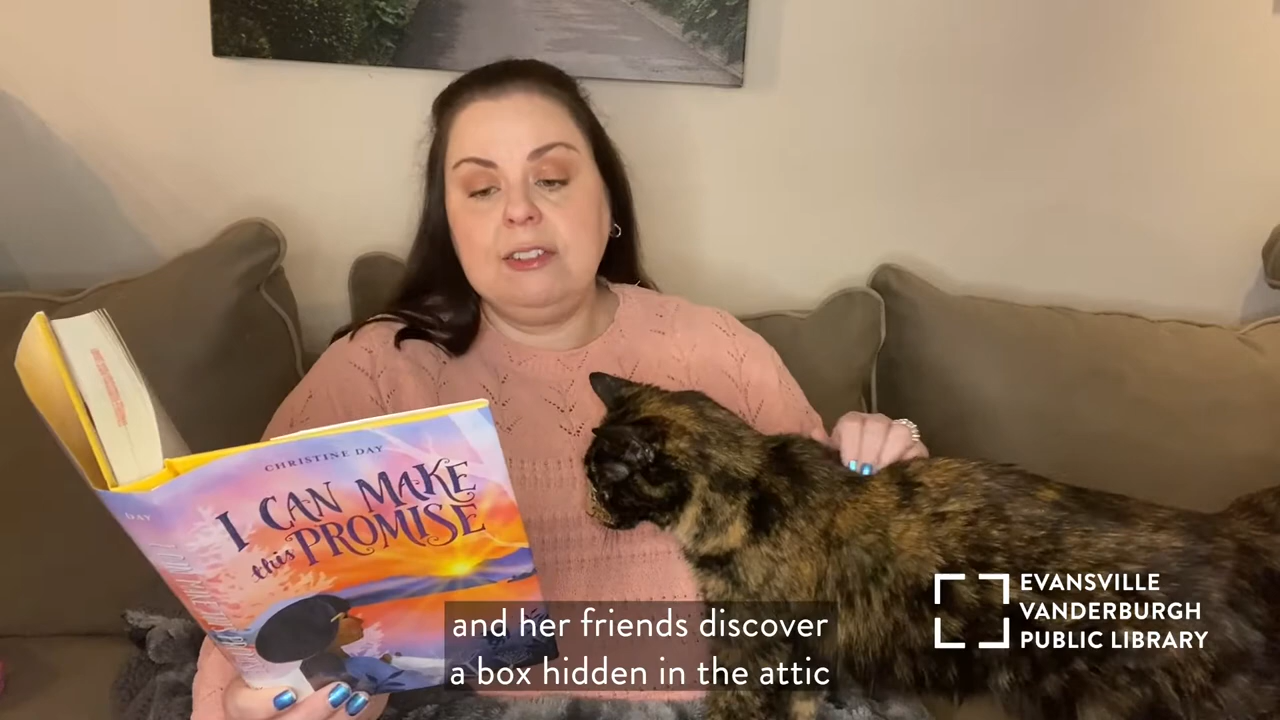 CHRISTINE DAY
I CAN MAKE
this PROMISE
DAY
and her friends discover
a box hidden in the attic
EVANSVILLE
VANDERBURGH
PUBLIC LIBRARY